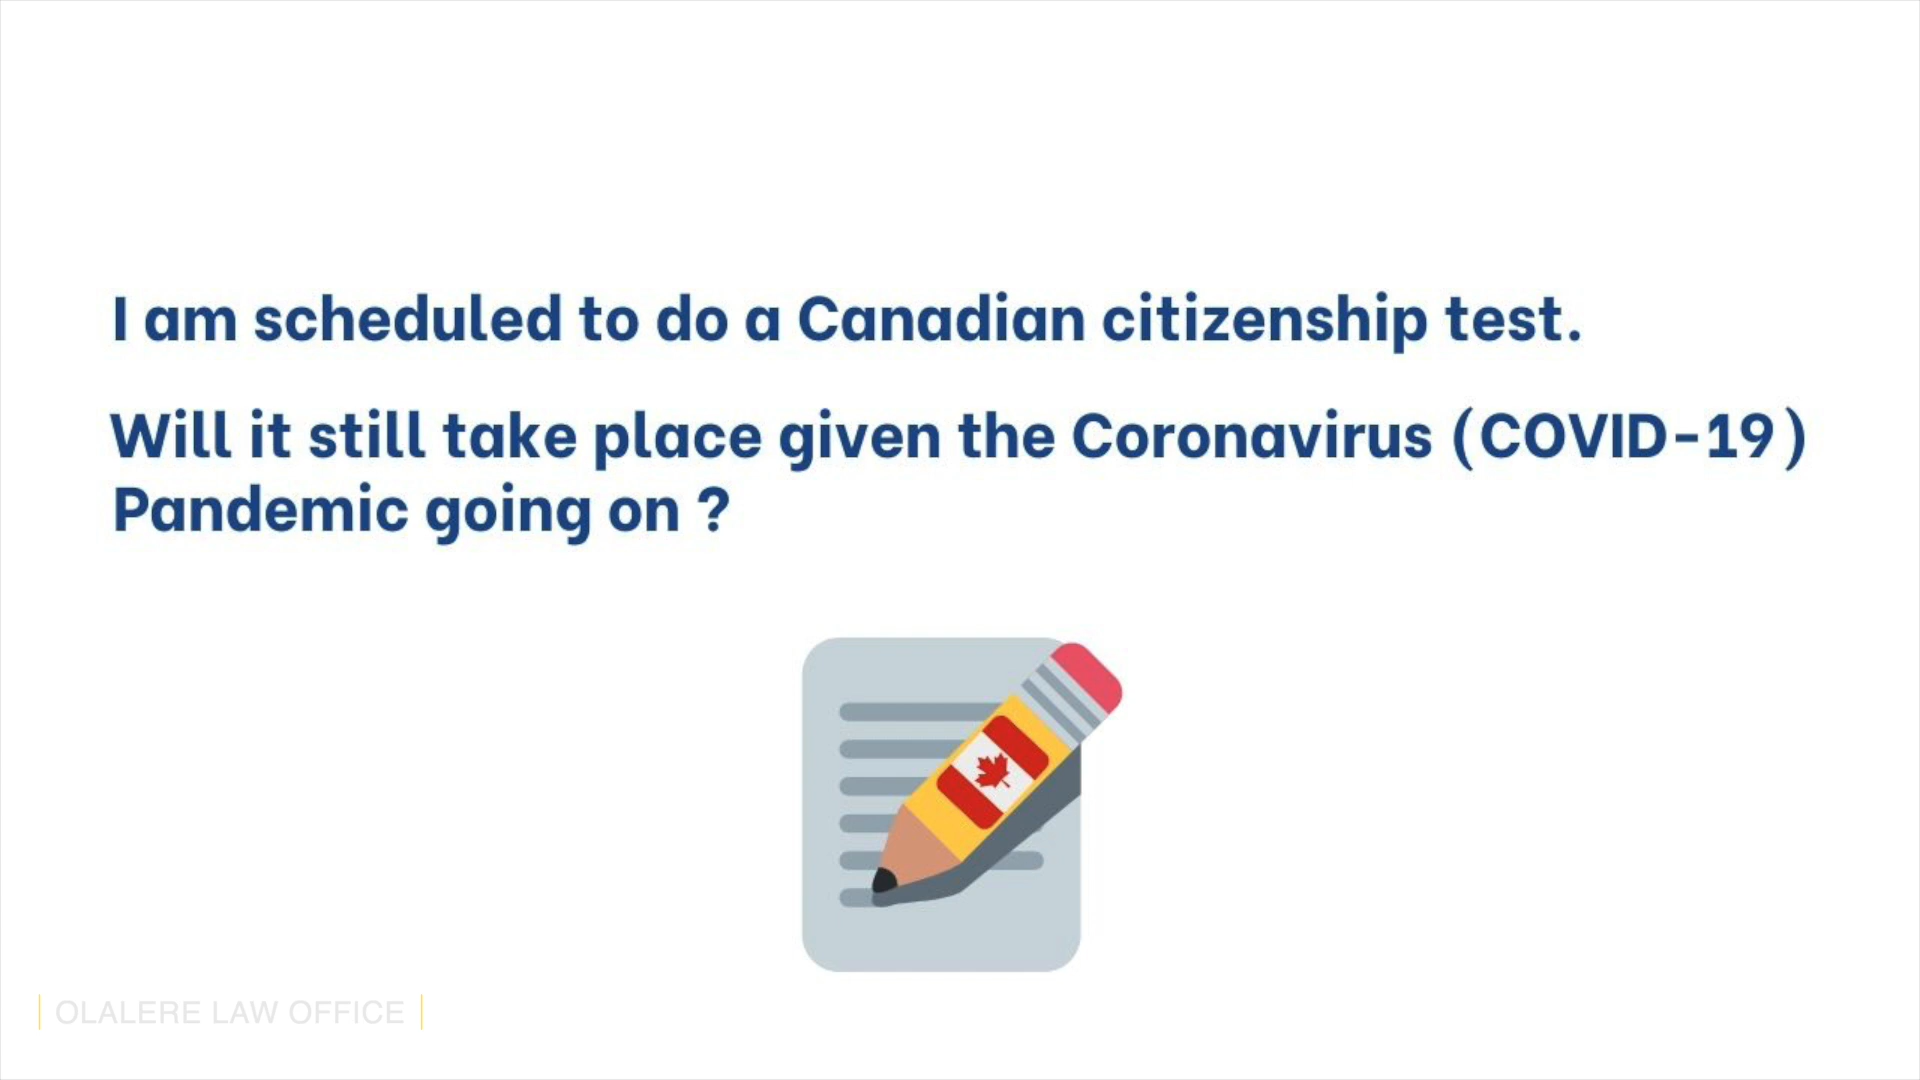 I am scheduled to do a Canadian citizenship test.
Will it still take place given the Coronavirus (COVID-19)
Pandemic going on ?
OLALERE LAW OFFICE